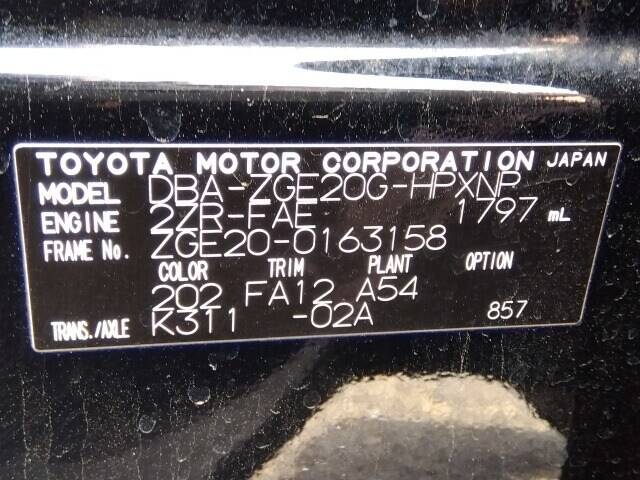 TOYOTA MOTOR CORPORATION JAPAN
MODEL DBA-ZGE20G-HPXNP
ENGINE 2ZR-FAE 1797 mL
FRAME No. ZGE20-0163158
COLOR TRIM PLANT OPTION
202 FA12 A54
TRANS./AXLE K311 -02A 857